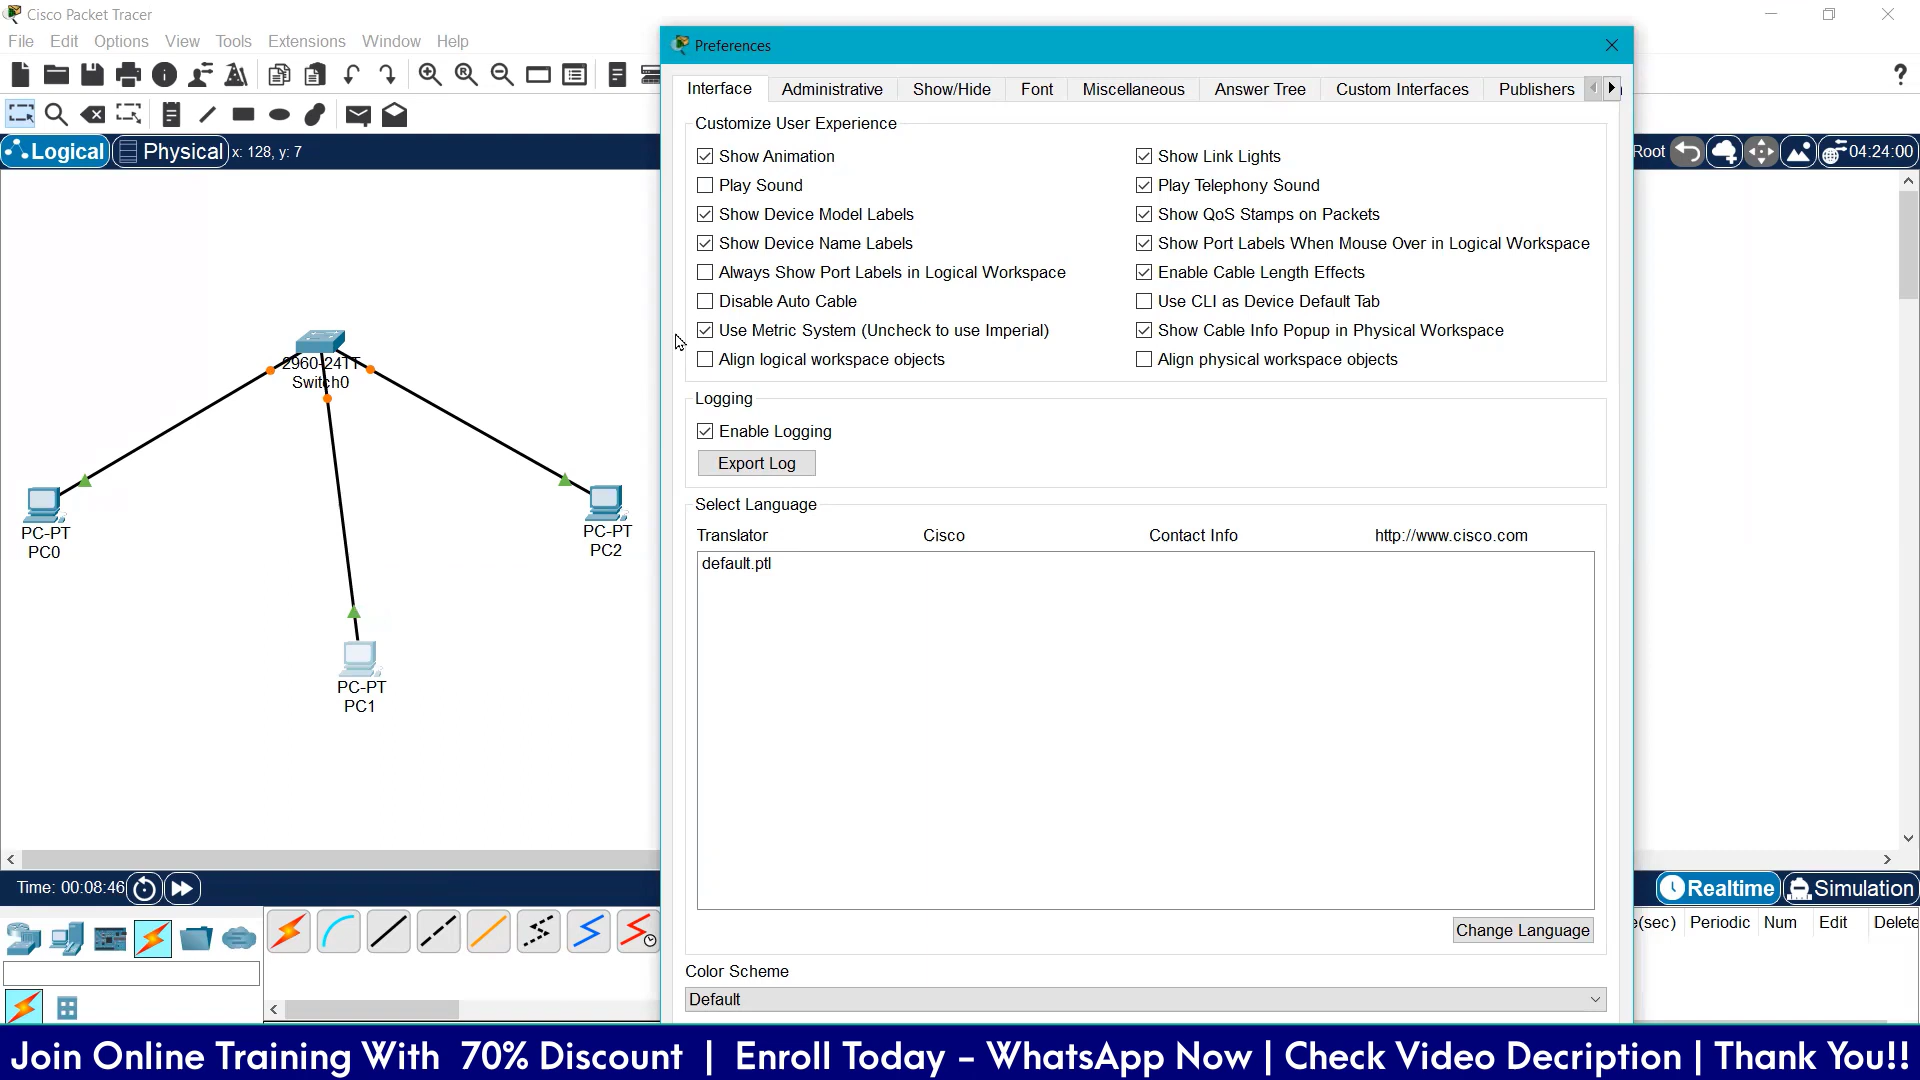 Cisco Packet Tracer
File Edit Options View Tools Extensions Window Help
Preferences
Interface Administrative Show/Hide Font Miscellaneous Answer Tree Custom Interfaces Publishers
Logical Physical x: 128, y: 7
Root 04:24:00
Customize User Experience
Show Animation Show Link Lights
Play Sound Play Telephony Sound
Show Device Model Labels Show QoS Stamps on Packets
Show Device Name Labels Show Port Labels When Mouse Over in Logical Workspace
Always Show Port Labels in Logical Workspace Enable Cable Length Effects
Disable Auto Cable Use CLI as Device Default Tab
Use Metric System (Uncheck to use Imperial) Show Cable Info Popup in Physical Workspace
Align logical workspace objects Align physical workspace objects
2960-24TT
Switch0
PC-PT
PC0
PC-PT
PC2
PC-PT
PC1
Logging
Enable Logging
Export Log
Select Language
Translator Cisco Contact Info http://www.cisco.com
default.ptl
Change Language
Color Scheme
Default
Time: 00:08:46
Realtime Simulation
(sec) Periodic Num Edit Delete
Join Online Training With 70% Discount | Enroll Today - WhatsApp Now | Check Video Decription | Thank You!!